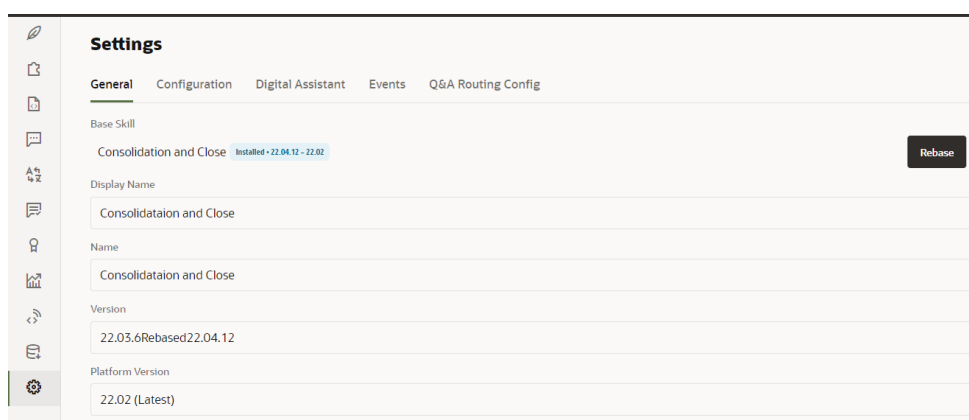 Settings
General Configuration Digital Assistant Events Q&A Routing Config
Base Skill
Consolidation and Close Installed • 22.04.12 – 22.02
Rebase
Display Name
Consolidataion and Close
Name
Consolidataion and Close
Version
22.03.6Rebased22.04.12
Platform Version
22.02 (Latest)